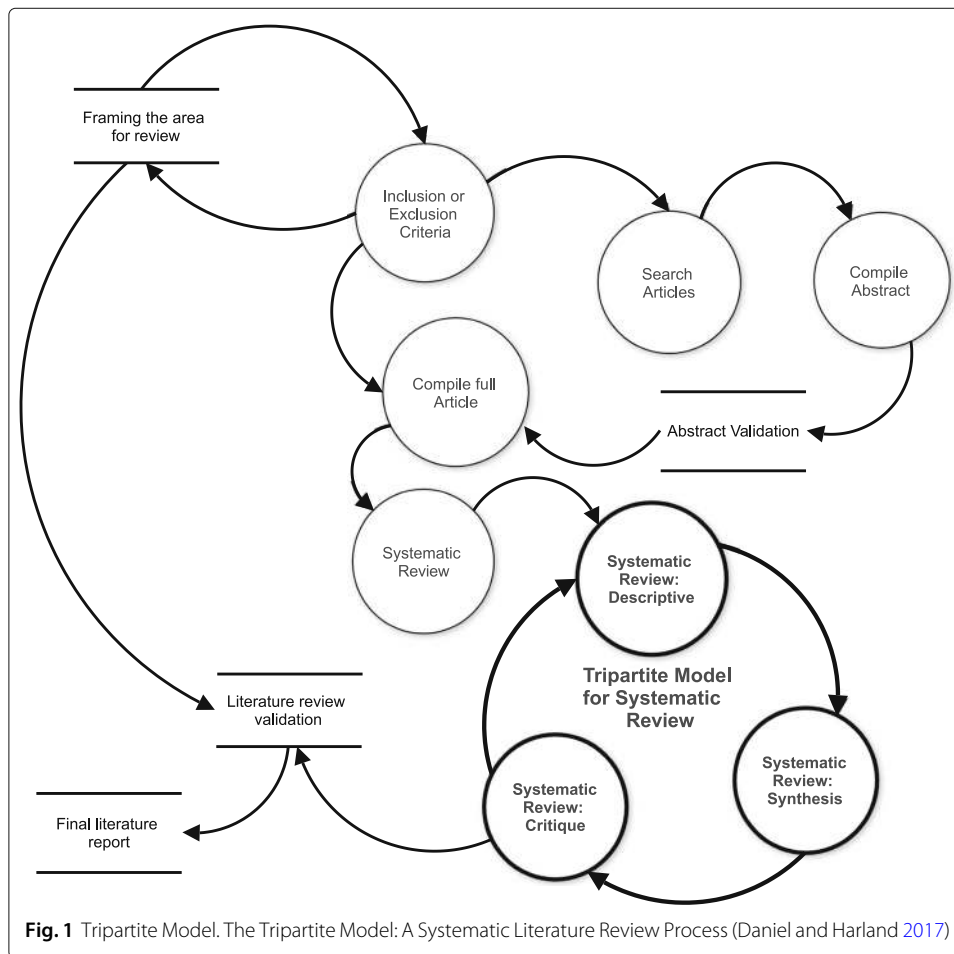 Framing the area
for review
Inclusion or
Exclusion
Criteria
Search
Articles
Compile
Abstract
Compile full
Article
Abstract Validation
Systematic
Review
Systematic
Review:
Descriptive
Tripartite Model
for Systematic
Review
Literature review
validation
Systematic
Review:
Critique
Systematic
Review:
Synthesis
Final literature
report
Fig. 1 Tripartite Model. The Tripartite Model: A Systematic Literature Review Process (Daniel and Harland 2017)